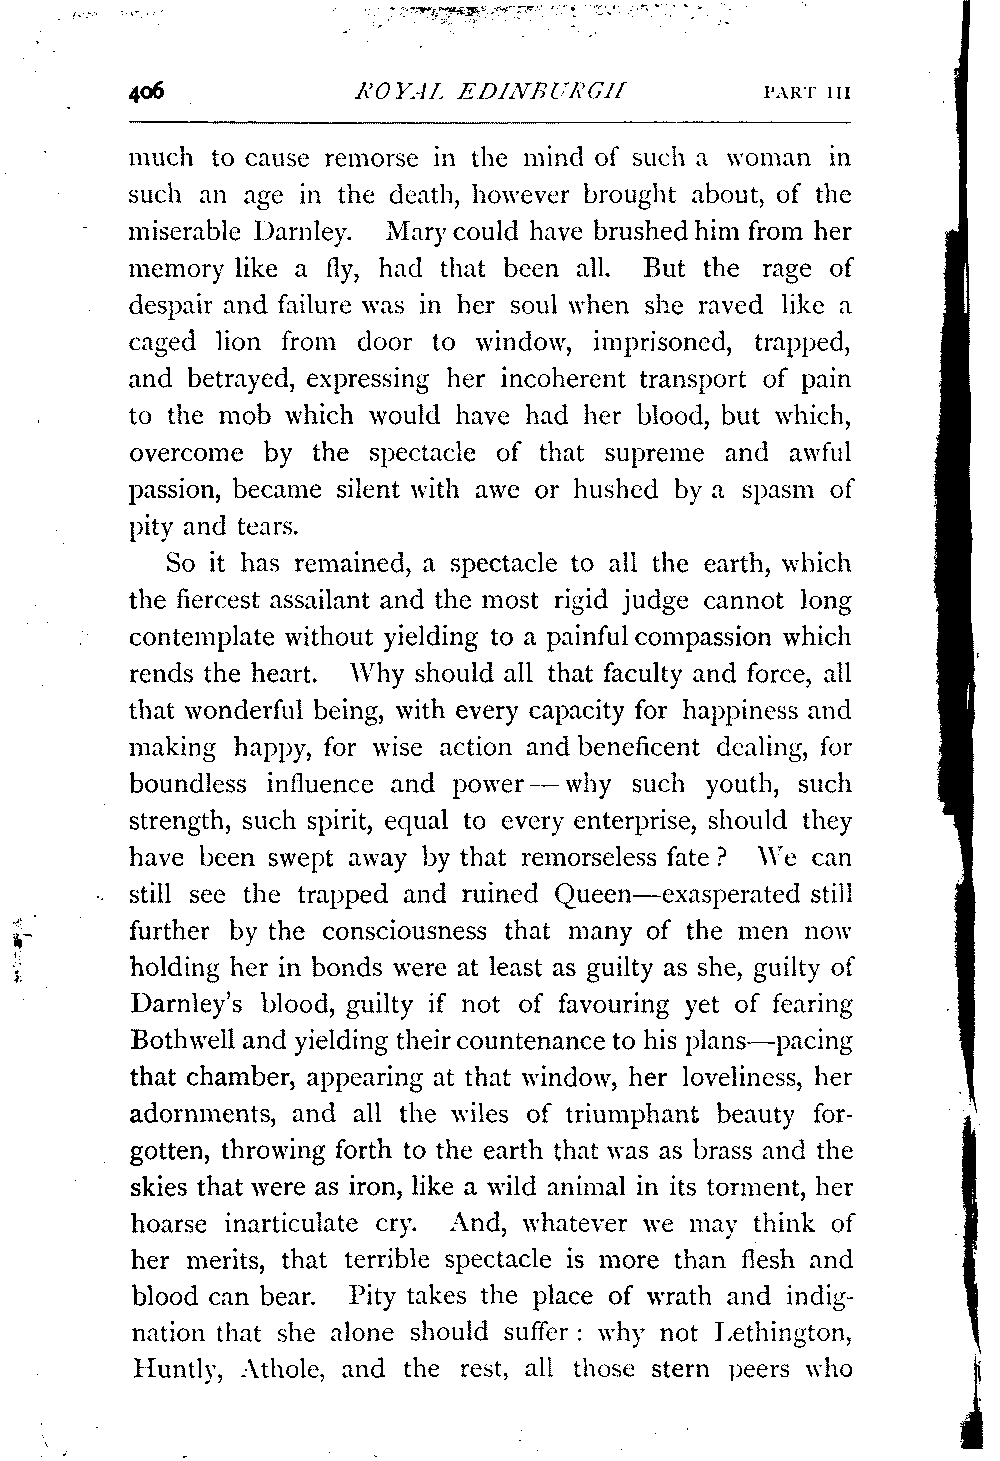 406 ROYAL EDINBURGH PART III
much to cause remorse in the mind of such a woman in
such an age in the death, however brought about, of the
miserable Darnley. Mary could have brushed him from her
memory like a fly, had that been all. But the rage of
despair and failure was in her soul when she raved like a
caged lion from door to window, imprisoned, trapped,
and betrayed, expressing her incoherent transport of pain
to the mob which would have had her blood, but which,
overcome by the spectacle of that supreme and awful
passion, became silent with awe or hushed by a spasm of
pity and tears.
So it has remained, a spectacle to all the earth, which
the fiercest assailant and the most rigid judge cannot long
contemplate without yielding to a painful compassion which
rends the heart. Why should all that faculty and force, all
that wonderful being, with every capacity for happiness and
making happy, for wise action and beneficent dealing, for
boundless influence and power—why such youth, such
strength, such spirit, equal to every enterprise, should they
have been swept away by that remorseless fate? We can
still see the trapped and ruined Queen—exasperated still
further by the consciousness that many of the men now
holding her in bonds were at least as guilty as she, guilty of
Darnley's blood, guilty if not of favouring yet of fearing
Bothwell and yielding their countenance to his plans—pacing
that chamber, appearing at that window, her loveliness, her
adornments, and all the wiles of triumphant beauty for-
gotten, throwing forth to the earth that was as brass and the
skies that were as iron, like a wild animal in its torment, her
hoarse inarticulate cry. And, whatever we may think of
her merits, that terrible spectacle is more than flesh and
blood can bear. Pity takes the place of wrath and indig-
nation that she alone should suffer: why not Lethington,
Huntly, Athole, and the rest, all those stern peers who